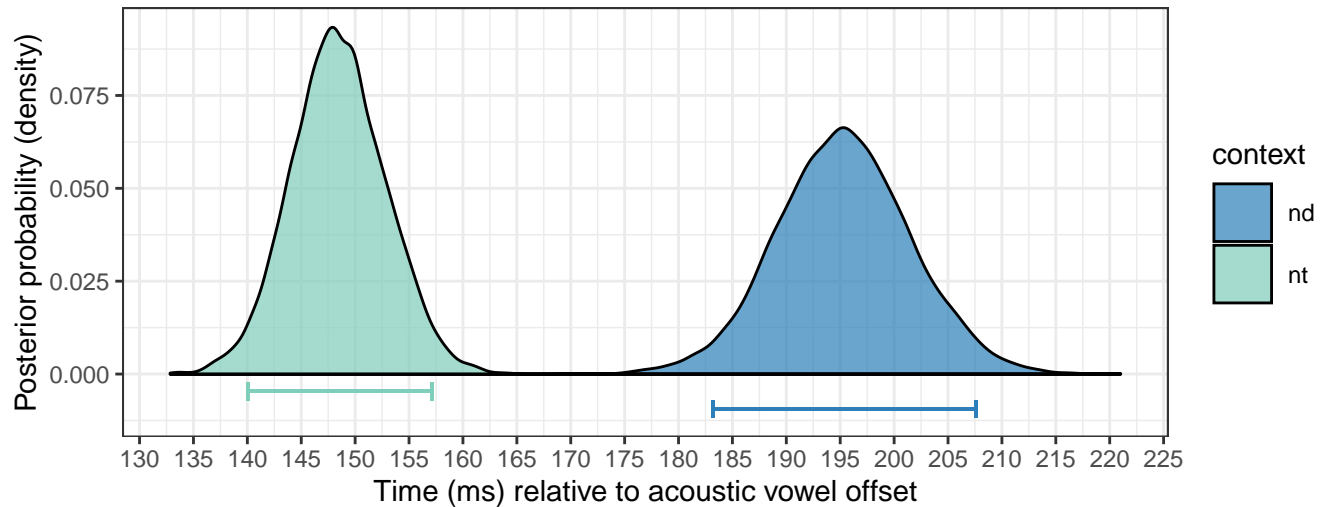 Posterior probability (density)
0.075
0.050
0.025
0.000
130 135 140 145 150 155 160 165 170 175 180 185 190 195 200 205 210 215 220 225
Time (ms) relative to acoustic vowel offset
context
nd
nt